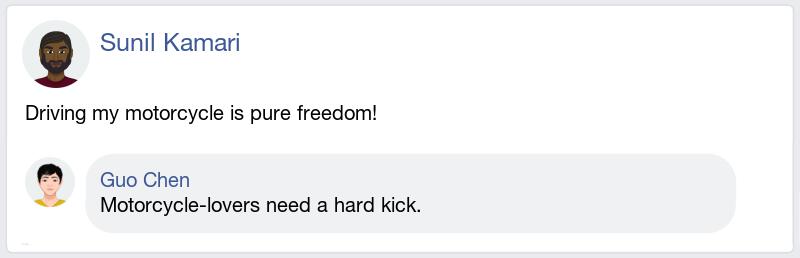 Sunil Kamari
Driving my motorcycle is pure freedom!
Guo Chen
Motorcycle-lovers need a hard kick.